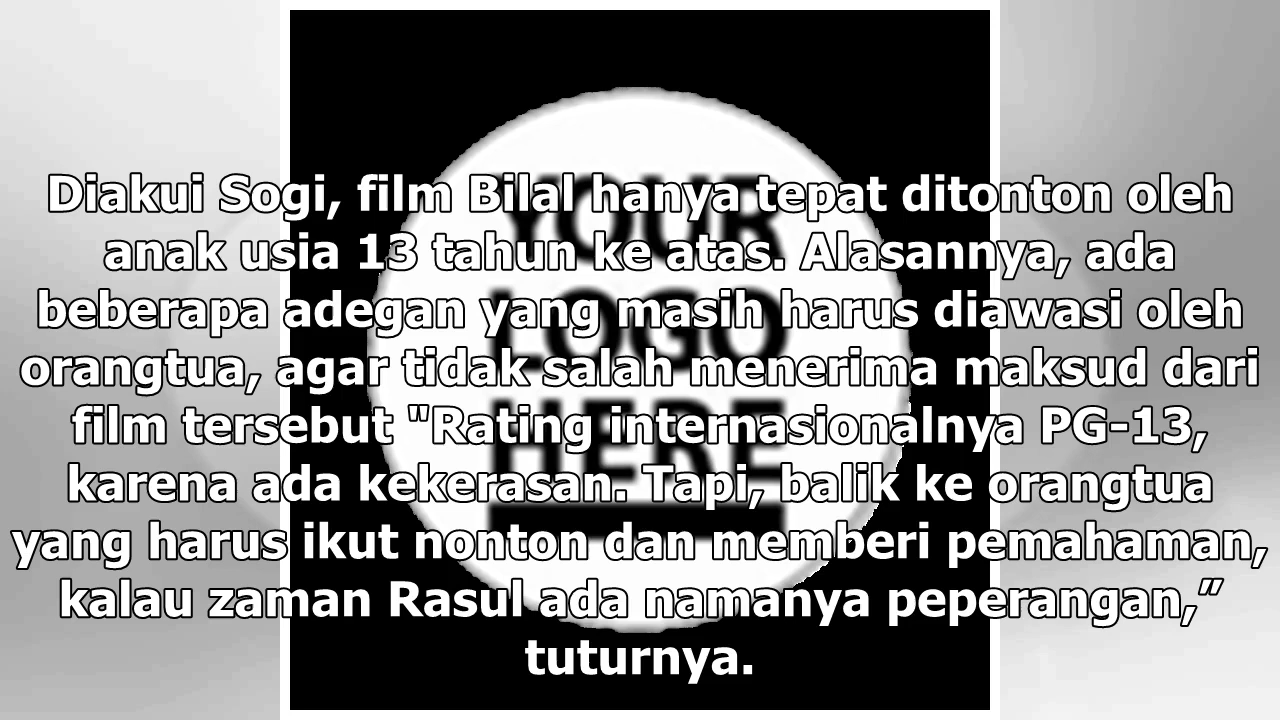 Diakui Sogi, film Bilal hanya tepat ditonton oleh
anak usia 13 tahun ke atas. Alasannya, ada
beberapa adegan yang masih harus diawasi oleh
orangtua, agar tidak salah menerima maksud dari
film tersebut "Rating internasionalnya PG-13,
karena ada kekerasan. Tapi, balik ke orangtua
yang harus ikut nonton dan memberi pemahaman,
kalau zaman Rasul ada namanya peperangan,”
tuturnya.
YOUR
LOGO
HERE